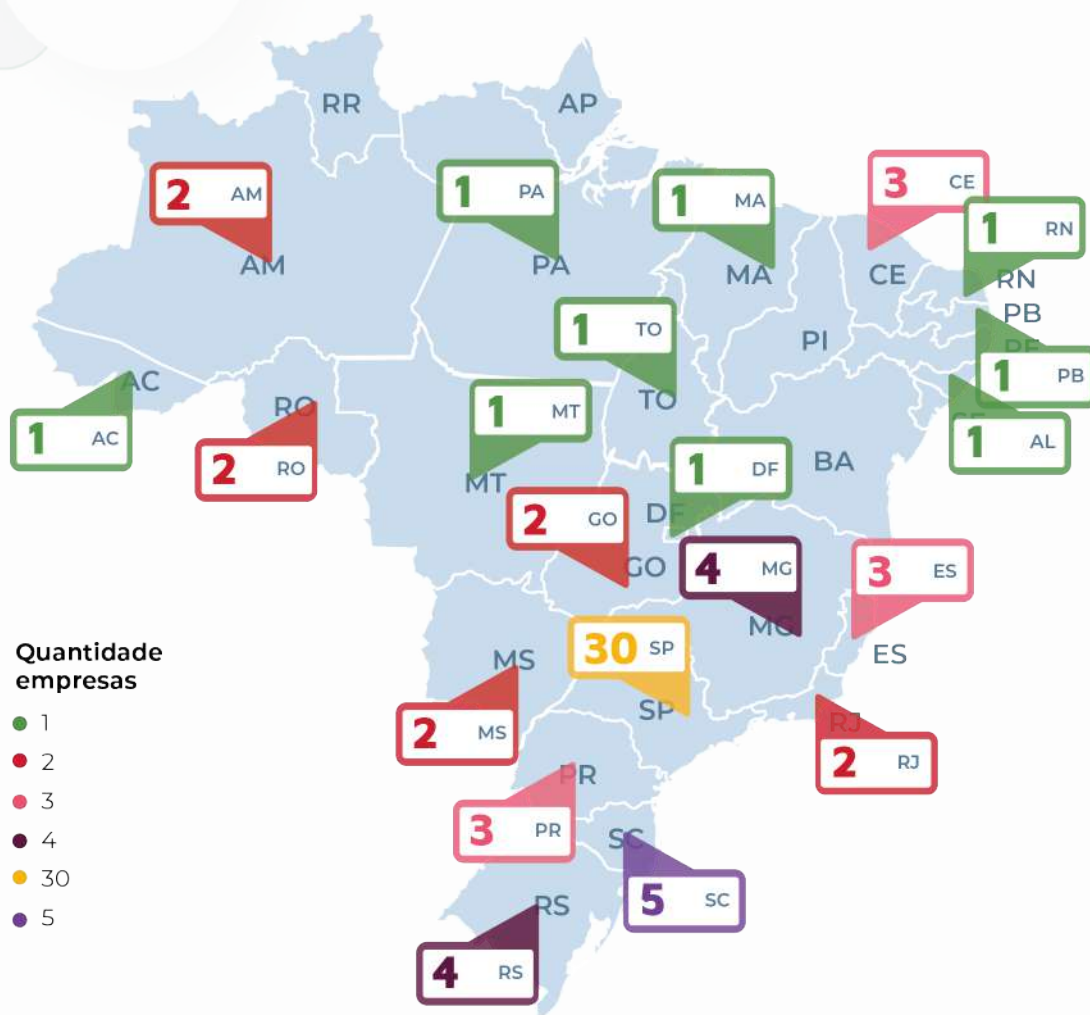 RR
AP
2 AM
AM
1 PA
PA
1 MA
MA
3 CE
CE
1 RN
RN
PB
PE
1 PB
1 AL
SE
PI
1 TO
TO
AC
1 AC
RO
2 RO
1 MT
MT
BA
1 DF
DF
2 GO
GO
4 MG
MG
3 ES
ES
30 SP
SP
MS
2 MS
RJ
2 RJ
PR
3 PR
SC
5 SC
RS
4 RS
Quantidade
empresas
1
2
3
4
30
5